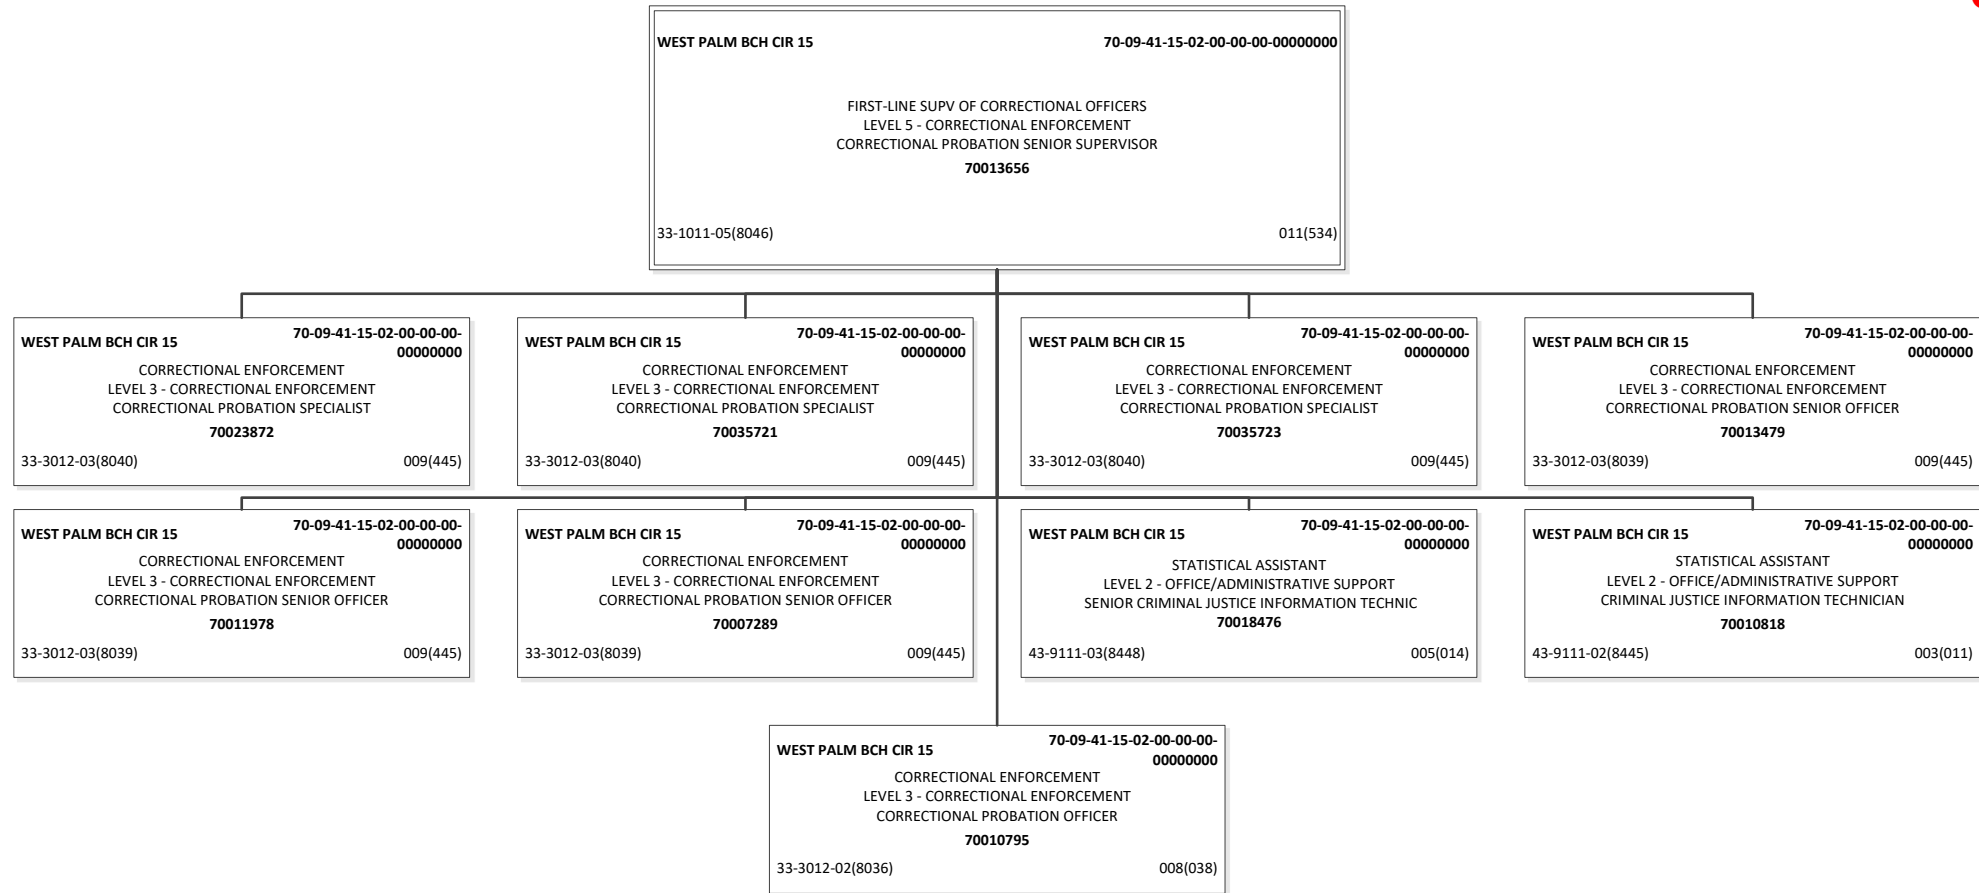 WEST PALM BCH CIR 15 70-09-41-15-02-00-00-00-00000000
FIRST-LINE SUPV OF CORRECTIONAL OFFICERS
LEVEL 5 - CORRECTIONAL ENFORCEMENT
CORRECTIONAL PROBATION SENIOR SUPERVISOR
70013656
33-1011-05(8046) 011(534)
WEST PALM BCH CIR 15 70-09-41-15-02-00-00-00-
00000000
CORRECTIONAL ENFORCEMENT
LEVEL 3 - CORRECTIONAL ENFORCEMENT
CORRECTIONAL PROBATION SPECIALIST
70023872
33-3012-03(8040) 009(445)
WEST PALM BCH CIR 15 70-09-41-15-02-00-00-00-
00000000
CORRECTIONAL ENFORCEMENT
LEVEL 3 - CORRECTIONAL ENFORCEMENT
CORRECTIONAL PROBATION SPECIALIST
70035721
33-3012-03(8040) 009(445)
WEST PALM BCH CIR 15 70-09-41-15-02-00-00-00-
00000000
CORRECTIONAL ENFORCEMENT
LEVEL 3 - CORRECTIONAL ENFORCEMENT
CORRECTIONAL PROBATION SPECIALIST
70035723
33-3012-03(8040) 009(445)
WEST PALM BCH CIR 15 70-09-41-15-02-00-00-00-
00000000
CORRECTIONAL ENFORCEMENT
LEVEL 3 - CORRECTIONAL ENFORCEMENT
CORRECTIONAL PROBATION SENIOR OFFICER
70013479
33-3012-03(8039) 009(445)
WEST PALM BCH CIR 15 70-09-41-15-02-00-00-00-
00000000
CORRECTIONAL ENFORCEMENT
LEVEL 3 - CORRECTIONAL ENFORCEMENT
CORRECTIONAL PROBATION SENIOR OFFICER
70011978
33-3012-03(8039) 009(445)
WEST PALM BCH CIR 15 70-09-41-15-02-00-00-00-
00000000
CORRECTIONAL ENFORCEMENT
LEVEL 3 - CORRECTIONAL ENFORCEMENT
CORRECTIONAL PROBATION SENIOR OFFICER
70007289
33-3012-03(8039) 009(445)
WEST PALM BCH CIR 15 70-09-41-15-02-00-00-00-
00000000
STATISTICAL ASSISTANT
LEVEL 2 - OFFICE/ADMINISTRATIVE SUPPORT
SENIOR CRIMINAL JUSTICE INFORMATION TECHNIC
70018476
43-9111-03(8448) 005(014)
WEST PALM BCH CIR 15 70-09-41-15-02-00-00-00-
00000000
STATISTICAL ASSISTANT
LEVEL 2 - OFFICE/ADMINISTRATIVE SUPPORT
CRIMINAL JUSTICE INFORMATION TECHNICIAN
70010818
43-9111-02(8445) 003(011)
WEST PALM BCH CIR 15 70-09-41-15-02-00-00-00-
00000000
CORRECTIONAL ENFORCEMENT
LEVEL 3 - CORRECTIONAL ENFORCEMENT
CORRECTIONAL PROBATION OFFICER
70010795
33-3012-02(8036) 008(038)